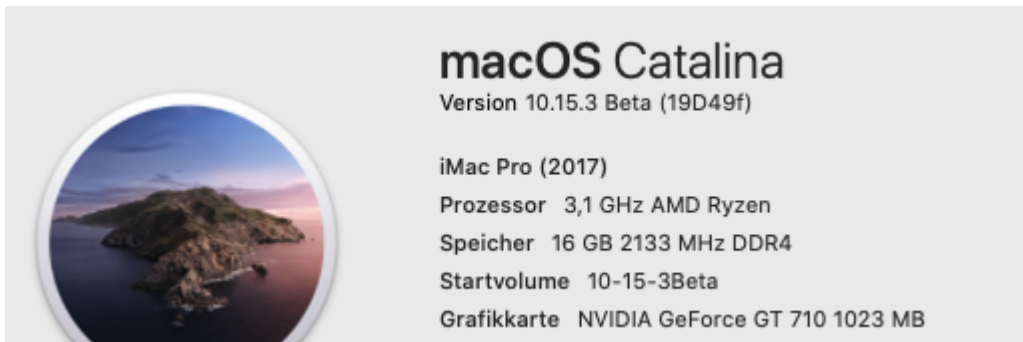 macOS Catalina
Version 10.15.3 Beta (19D49f)
iMac Pro (2017)
Prozessor 3,1 GHz AMD Ryzen
Speicher 16 GB 2133 MHz DDR4
Startvolume 10-15-3Beta
Grafikkarte NVIDIA GeForce GT 710 1023 MB